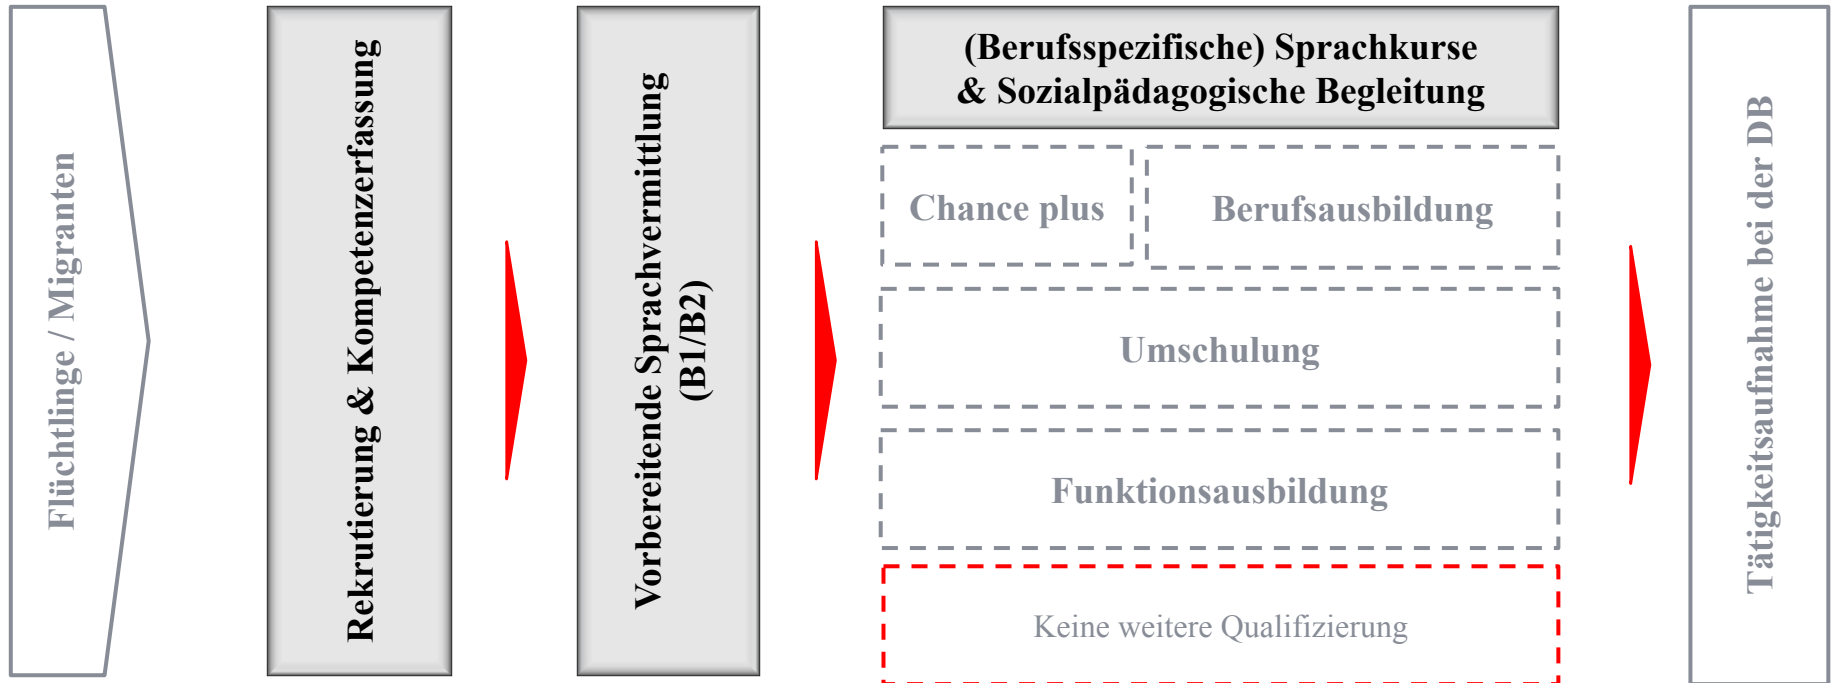 Flüchtlinge / Migranten
Rekrutierung & Kompetenzerfassung
Vorbereitende Sprachvermittlung
(B1/B2)
(Berufsspezifische) Sprachkurse
& Sozialpädagogische Begleitung
Chance plus
Berufsausbildung
Umschulung
Funktionsausbildung
Keine weitere Qualifizierung
Tätigkeitsaufnahme bei der DB